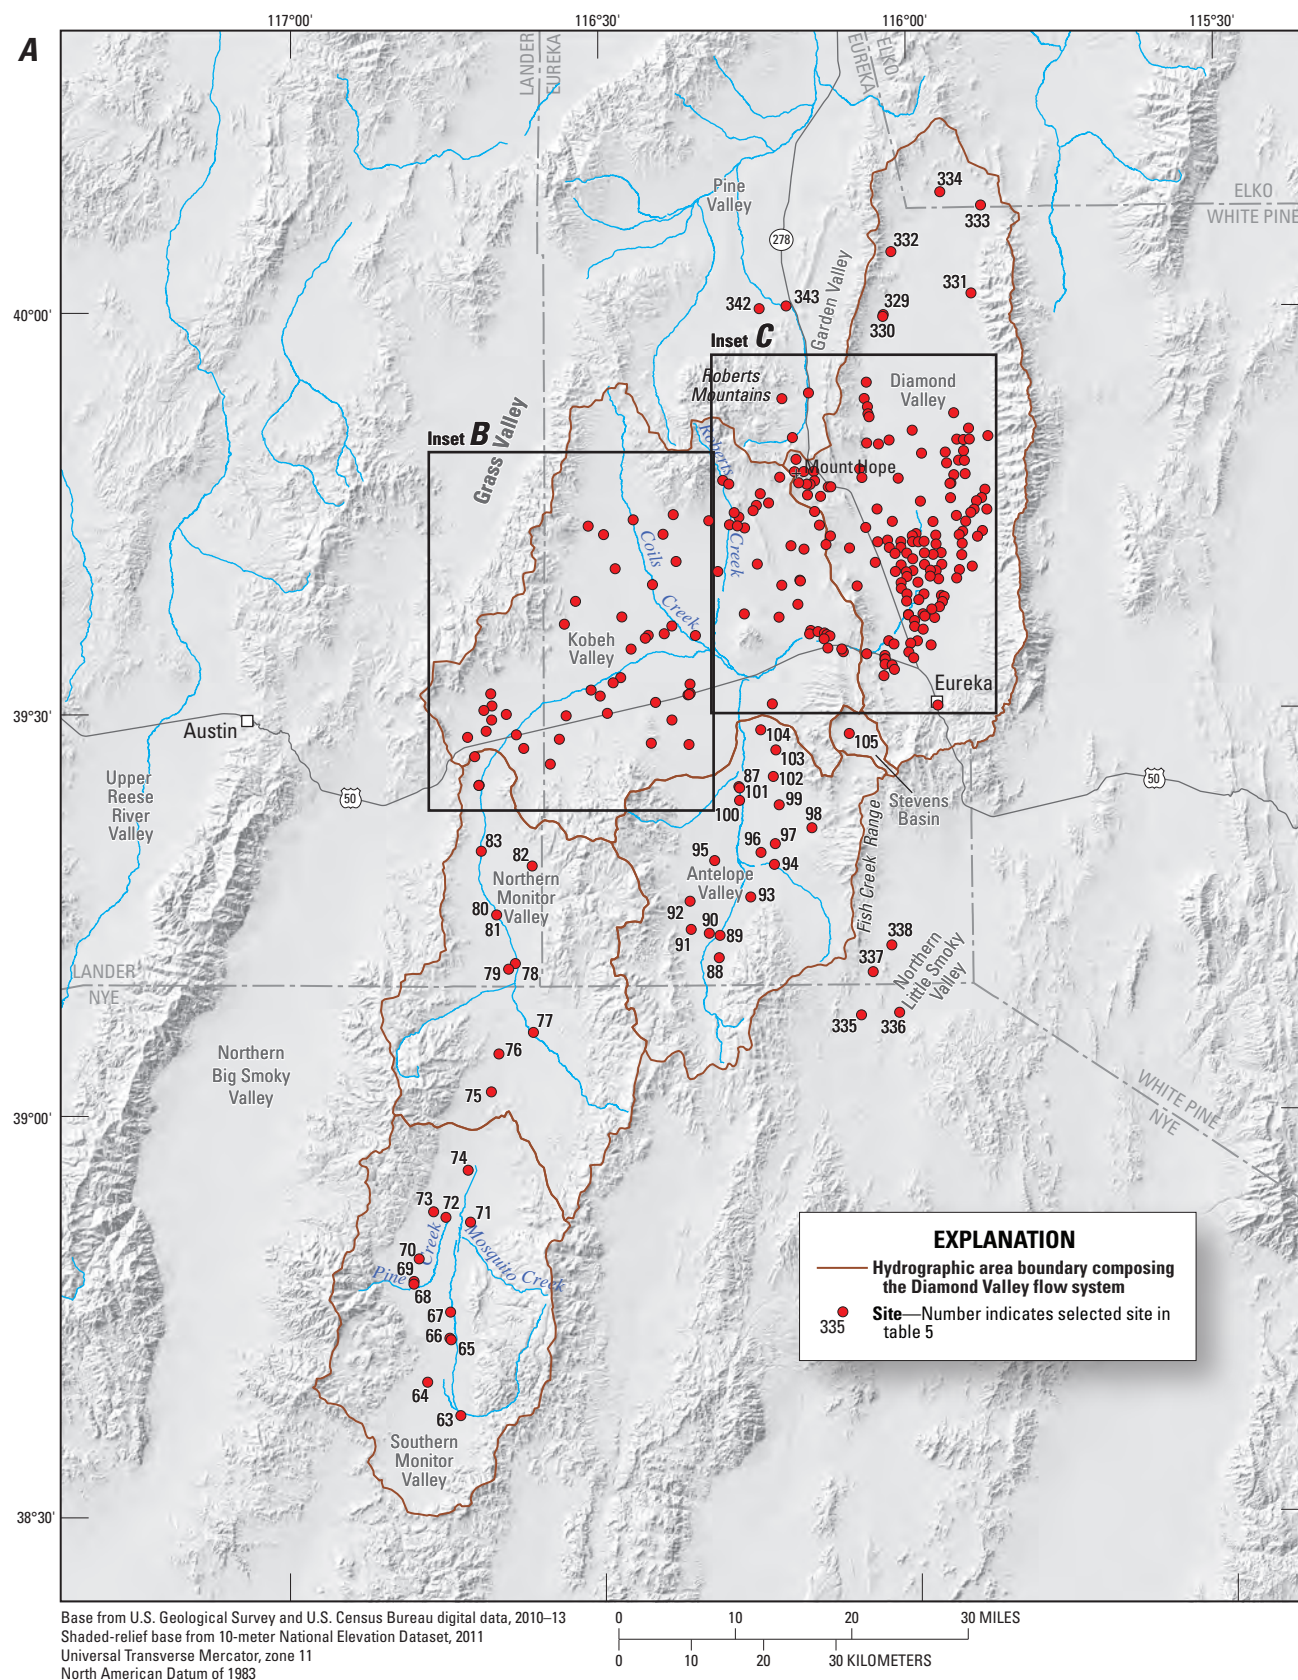 A
117°00'
116°30'
116°00'
115°30'
LANDER
EUREKA
EUREKA
ELKO
ELKO
WHITE PINE
Pine
Valley
278
334
333
332
331
329
330
342
343
40°00'
Garden Valley
Inset C
Roberts
Mountains
Diamond
Valley
Inset B
Grass Valley
Roberts
Creek
Mount Hope
Coils
Creek
Kobeh
Valley
Eureka
39°30'
Austin
50
50
Upper
Reese
River
Valley
104
105
103
102
87
101
100
99
98
Stevens
Basin
97
96
95
94
Antelope
Valley
93
92
90
91
89
88
Fish Creek Range
83
82
Northern
Monitor
Valley
80
81
79
78
338
337
Northern
Little Smoky
Valley
335
336
LANDER
NYE
77
76
75
Northern
Big Smoky
Valley
WHITE PINE
NYE
39°00'
74
73
72
71
70
69
68
Pine
Creek
Mosquito Creek
67
66
65
64
63
Southern
Monitor
Valley
38°30'
EXPLANATION
Hydrographic area boundary composing
the Diamond Valley flow system
Site—Number indicates selected site in
335
table 5
Base from U.S. Geological Survey and U.S. Census Bureau digital data, 2010–13
Shaded-relief base from 10-meter National Elevation Dataset, 2011
Universal Transverse Mercator, zone 11
North American Datum of 1983
0 10 20 30 MILES
0 10 20 30 KILOMETERS